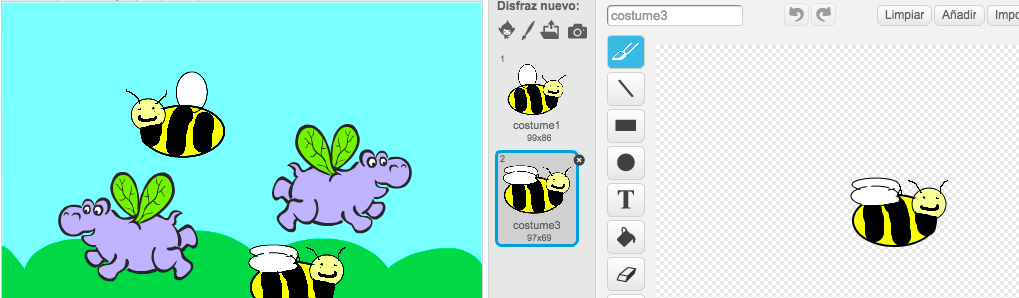 Disfraz nuevo:
1
costume1
99x86
2
costume3
97x69
costume3
Limpiar
Añadir
Impo
T